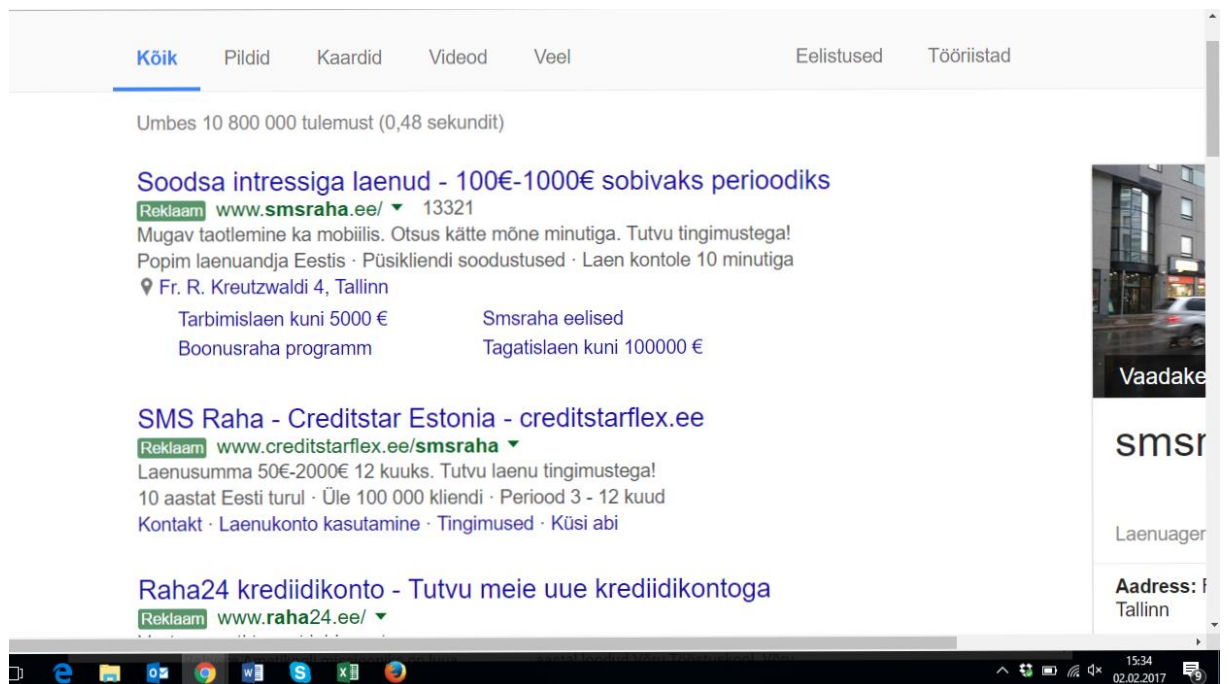 Kõik Pildid Kaardid Videod Veel Eelistused Tööriistad
Umbes 10 800 000 tulemust (0,48 sekundit)
Soodsa intressiga laenud - 100€-1000€ sobivaks perioodiks
Reklaam www.smsraha.ee/ 13321
Mugav taotlemine ka mobiilis. Otsus kätte mõne minutiga. Tutvu tingimustega!
Popim laenuandja Eestis · Püsikliendi soodustused · Laen kontole 10 minutiga
Fr. R. Kreutzwaldi 4, Tallinn
Tarbimislaen kuni 5000 € Smsraha eelised
Boonusraha programm Tagatislaen kuni 100000 €
SMS Raha - Creditstar Estonia - creditstarflex.ee
Reklaam www.creditstarflex.ee/smsraha
Laenusumma 50€-2000€ 12 kuuks. Tutvu laenu tingimustega!
10 aastat Eesti turul · Üle 100 000 kliendi · Periood 3 - 12 kuud
Kontakt · Laenukonto kasutamine · Tingimused · Küsi abi
Raha24 krediidikonto - Tutvu meie uue krediidikontoga
Reklaam www.raha24.ee/
Vaadake
Aadress:
Tallinn
15:34
02.02.2017
9